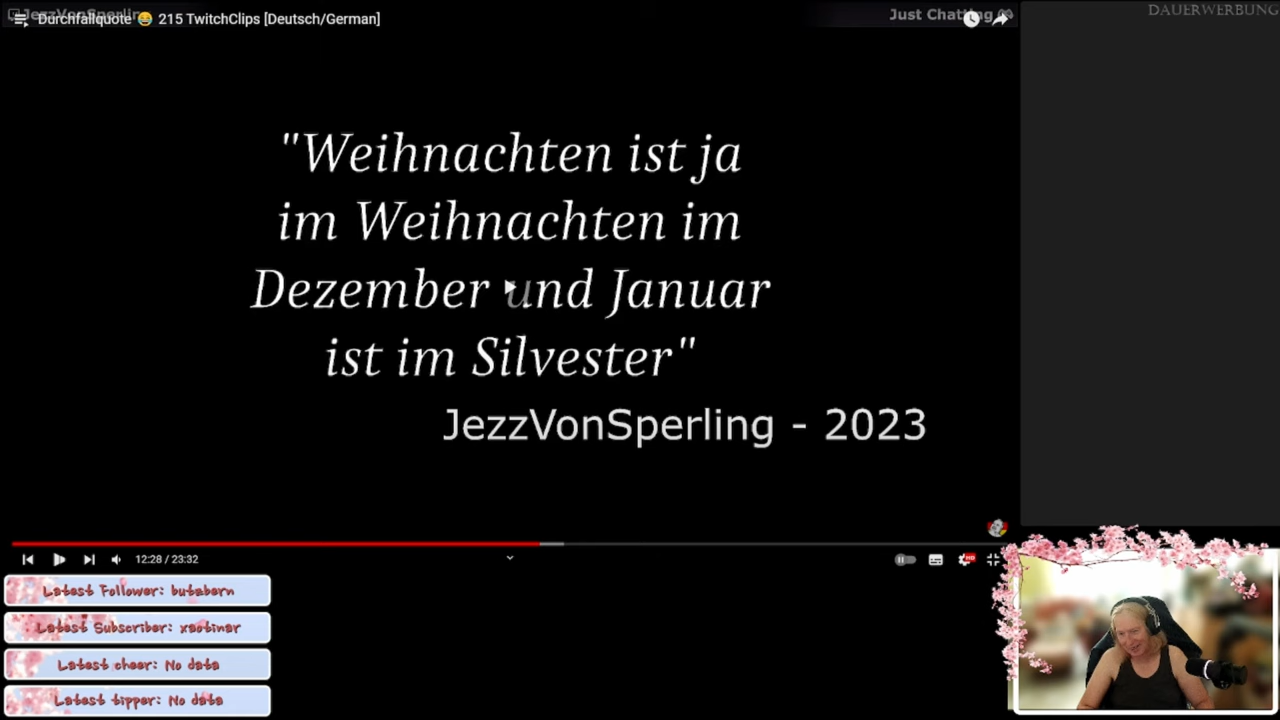 Durchfallquote 😂 215 TwitchClips [Deutsch/German]
JezzVonSperling
Just Chatting
DAUERWERBUNG
"Weihnachten ist ja
im Weihnachten im
Dezember und Januar
ist im Silvester"
JezzVonSperling - 2023
12:28 / 23:32
HD
Latest Follower: butabern
Latest Subscriber: xaotinar
Latest cheer: No data
Latest tipper: No data